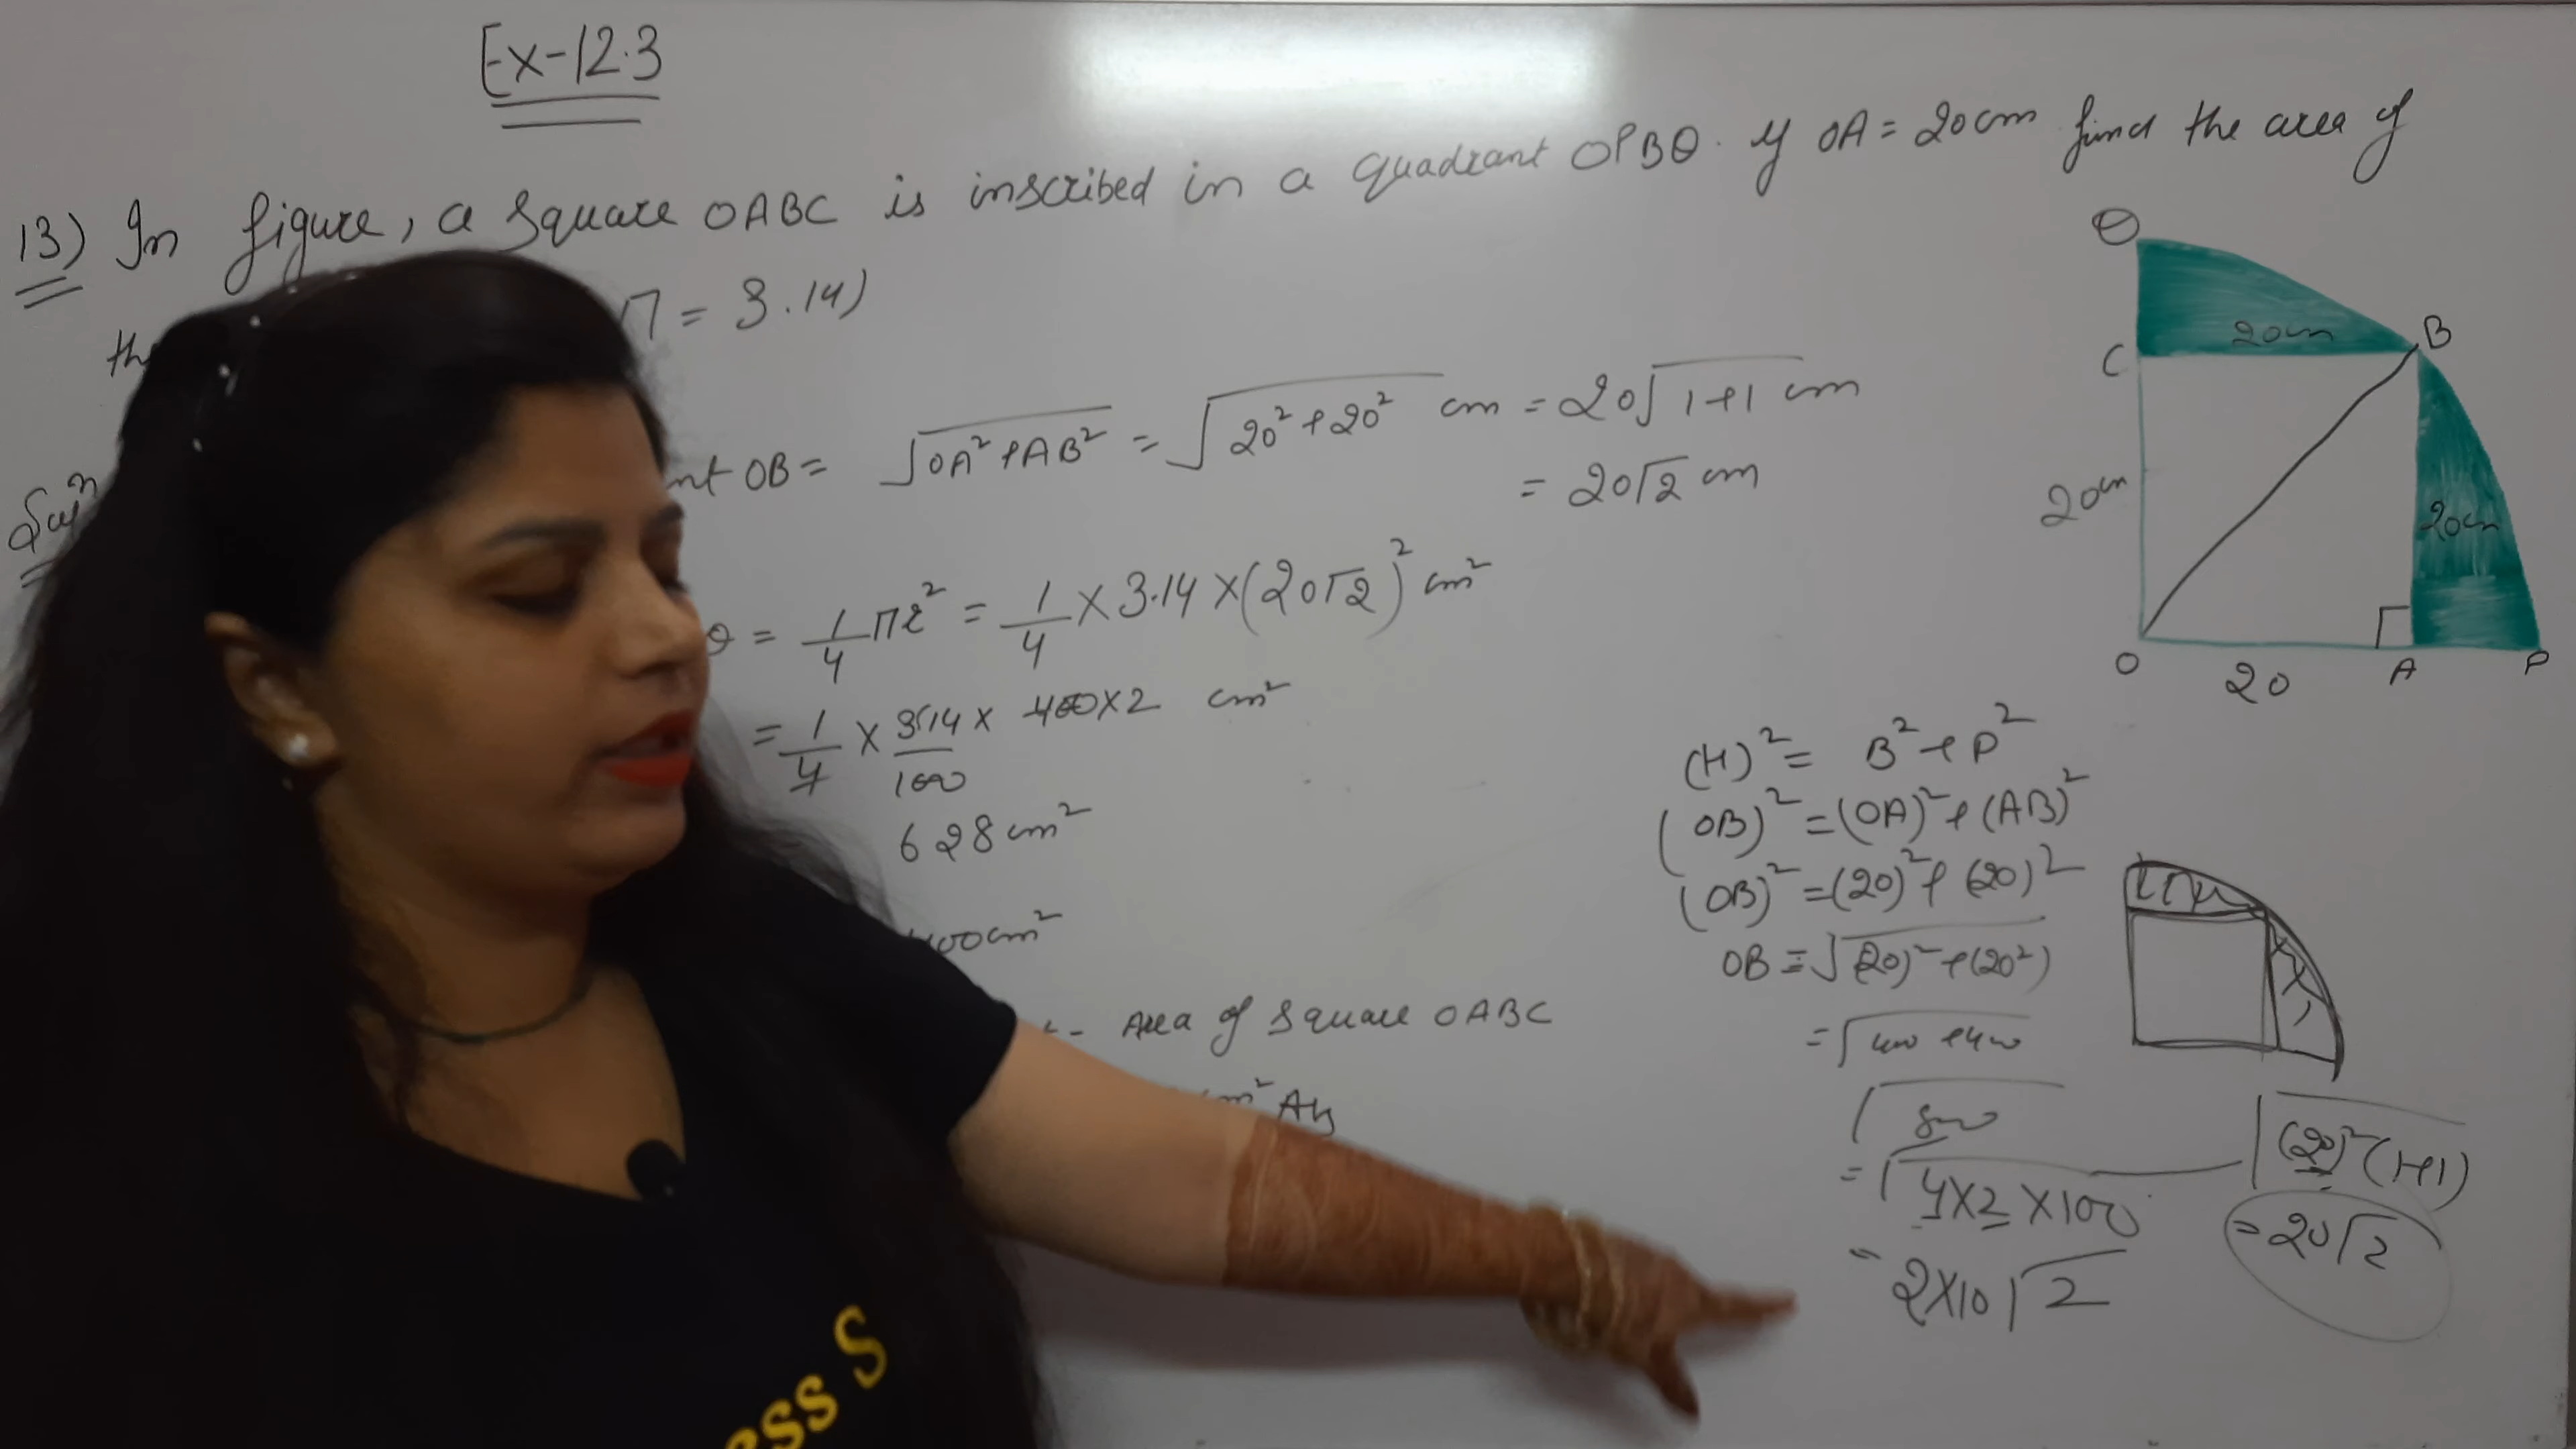 Ex-12.3
13) In figure, a square OABC is inscribed in a quadrant OPBQ. If OA = 20cm find the area of
π = 3.14)
Solⁿ
OB = √OA²+AB² = √20²+20² cm = 20√1+1 cm
= 20√2 cm
= 1/4 πr² = 1/4 × 3.14 × (20√2)² cm²
= 1/4 × 314/100 × 400×2 cm²
628 cm²
400cm²
- Area of square OABC
Ans
Q
20cm
B
C
20cm
20cm
O
20
A
P
(H)² = B²+P²
(OB)² = (OA)²+(AB)²
(OB)² = (20)²+(20)²
OB = √(20)²+(20²)
= √400+400
√800
= √4×2×100
= 2×10√2
√(20)²(1+1)
= 20√2
ess S